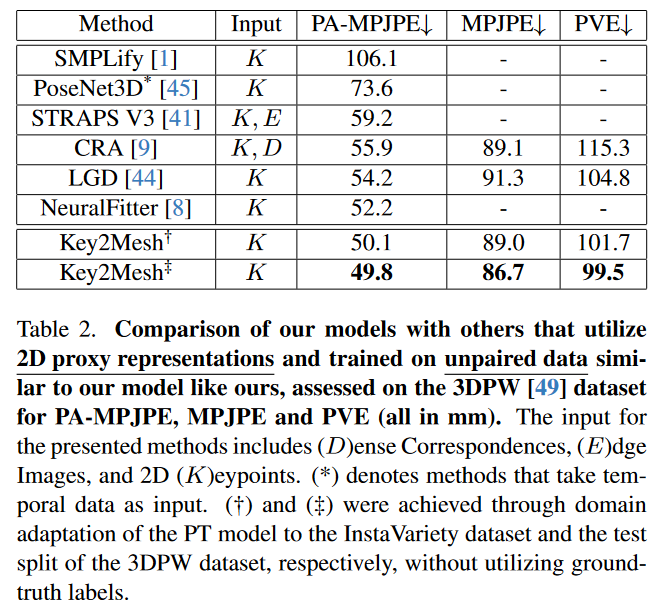 Method Input PA-MPJPE↓ MPJPE↓ PVE↓
SMPLify [1] K 106.1 - -
PoseNet3D* [45] K 73.6 - -
STRAPS V3 [41] K, E 59.2 - -
CRA [9] K, D 55.9 89.1 115.3
LGD [44] K 54.2 91.3 104.8
NeuralFitter [8] K 52.2 - -
Key2Mesh† K 50.1 89.0 101.7
Key2Mesh‡ K 49.8 86.7 99.5
Table 2. Comparison of our models with others that utilize
2D proxy representations and trained on unpaired data simi-
lar to our model like ours, assessed on the 3DPW [49] dataset
for PA-MPJPE, MPJPE and PVE (all in mm). The input for
the presented methods includes (D)ense Correspondences, (E)dge
Images, and 2D (K)eypoints. (*) denotes methods that take tem-
poral data as input. (†) and (‡) were achieved through domain
adaptation of the PT model to the InstaVariety dataset and the test
split of the 3DPW dataset, respectively, without utilizing ground-
truth labels.